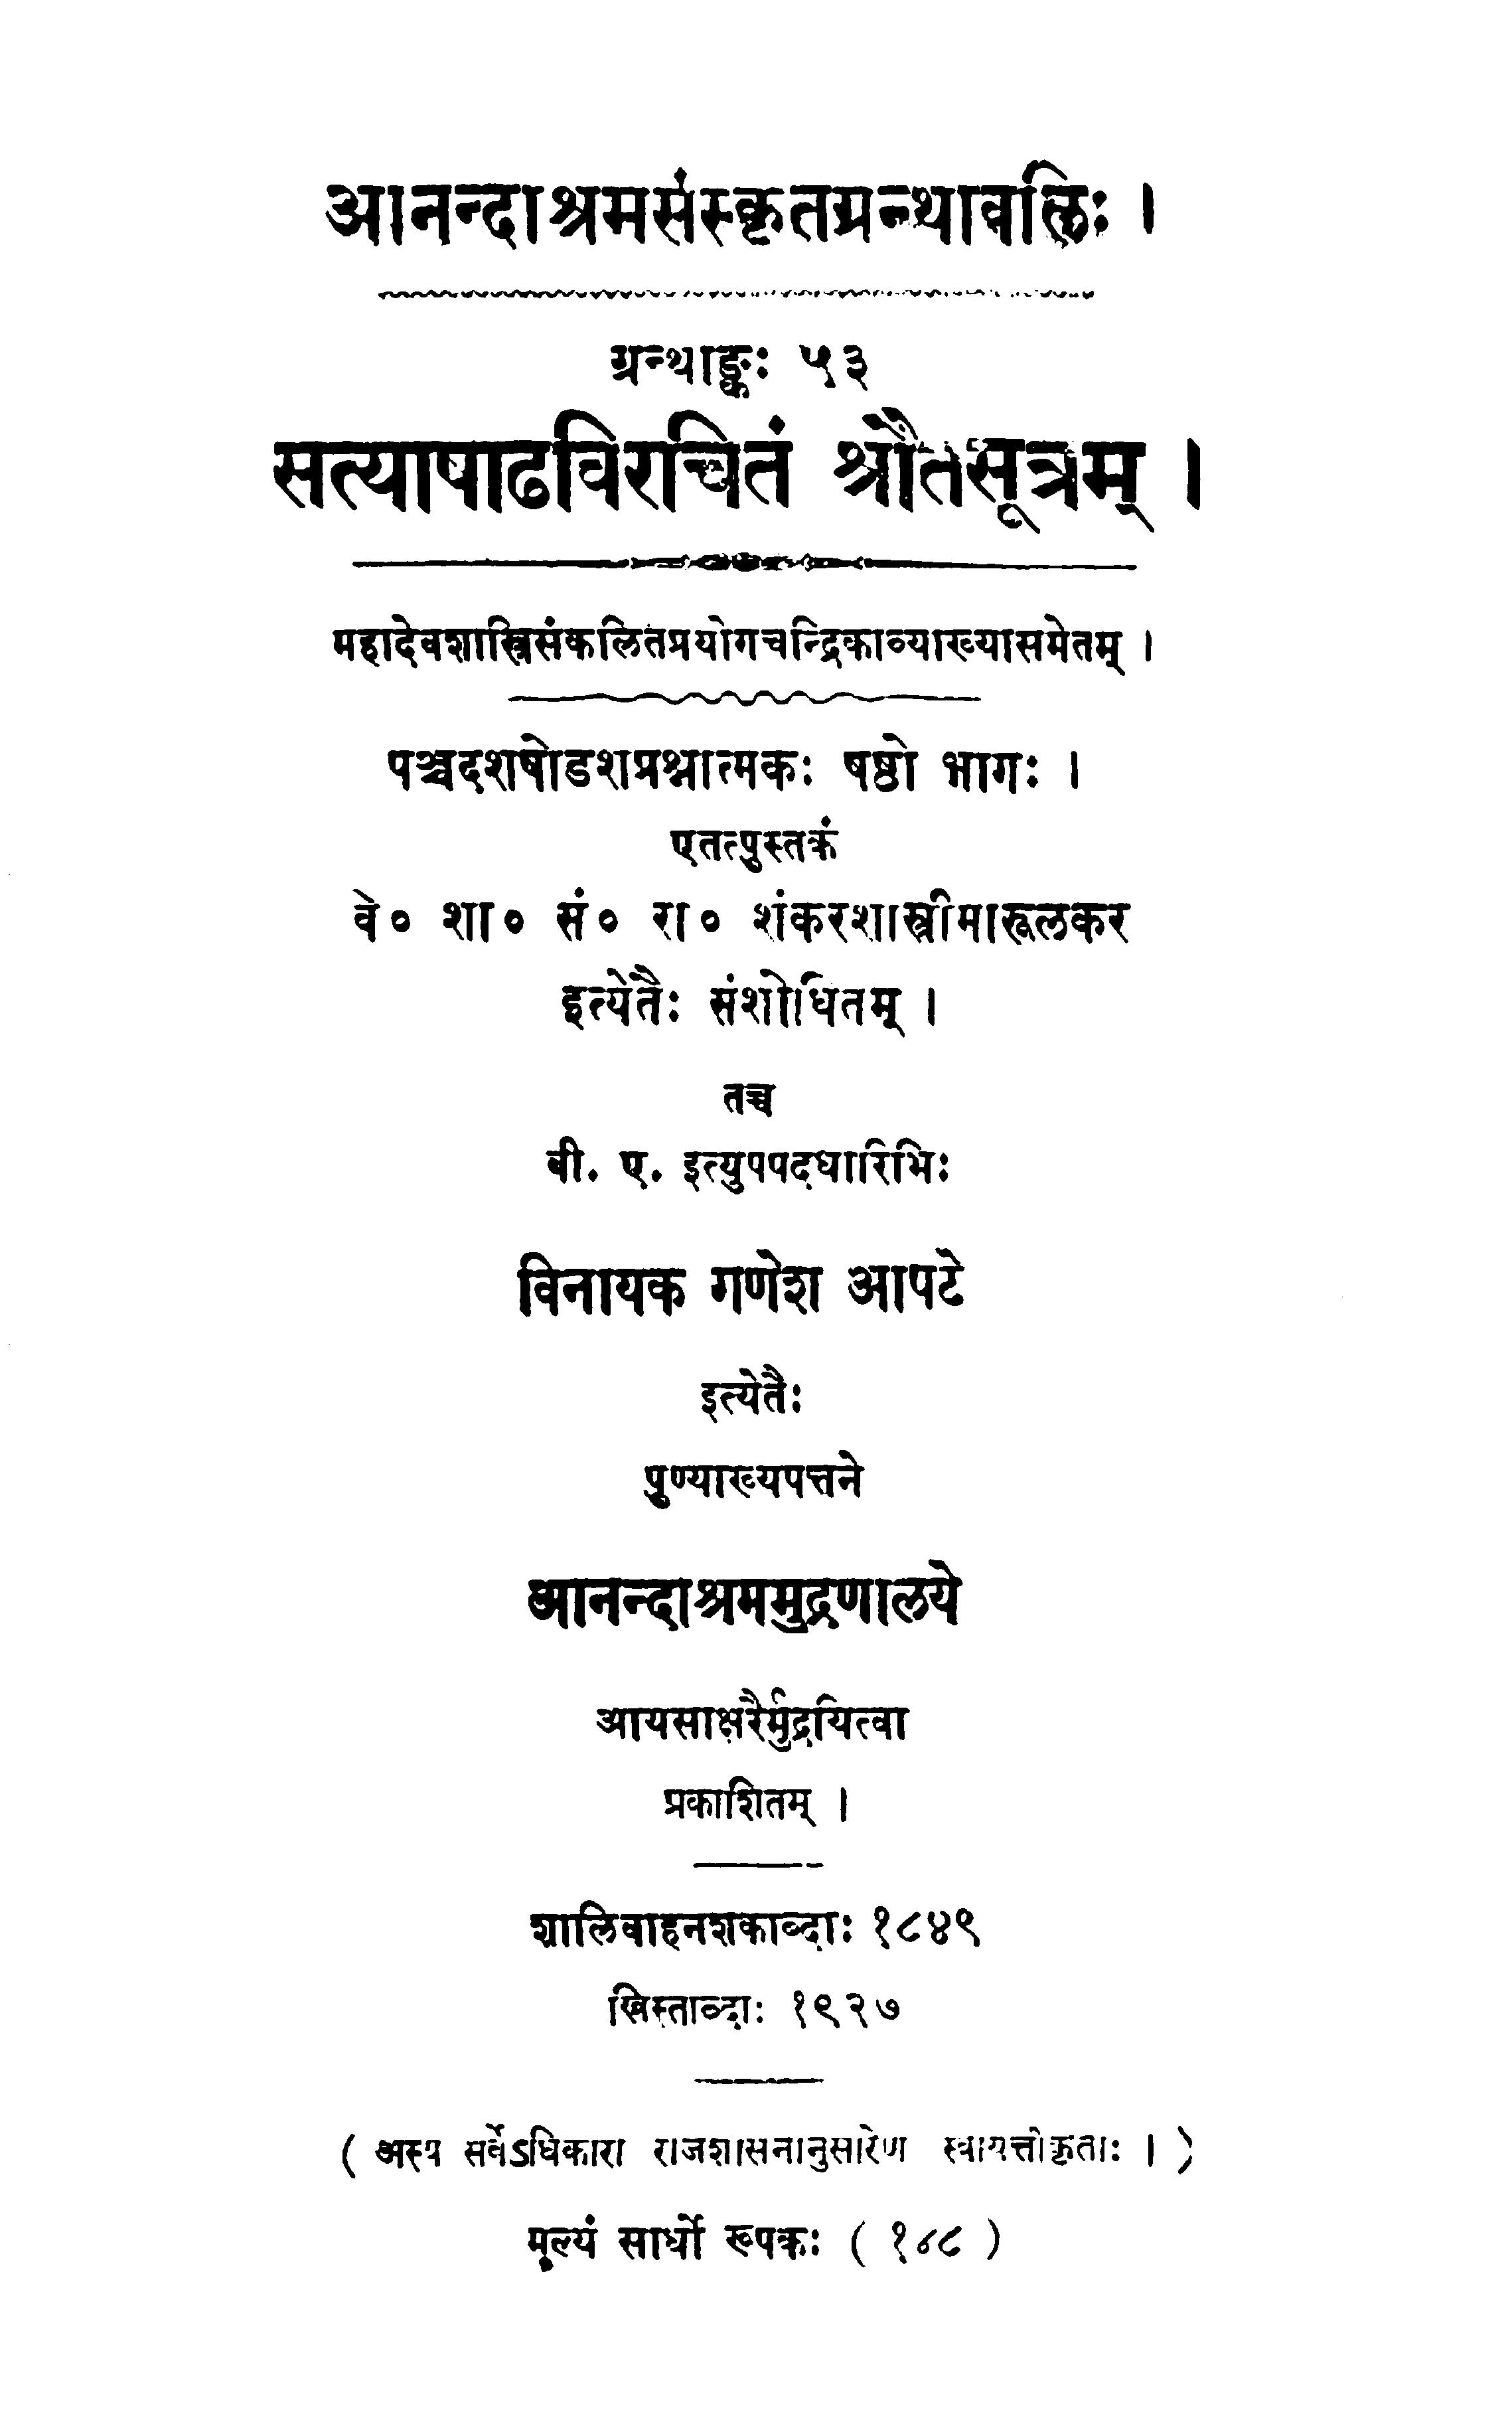 आनन्दाश्रमसंस्कृतग्रन्थावलिः ।
ग्रन्थाङ्कः ५३
सत्याषाढविरचितं श्रौतसूत्रम् ।
महादेवशास्त्रिसंकलितप्रयोगचन्द्रिकाव्याख्यासमेतम् ।
पञ्चदशषोडशप्रश्नात्मकः षष्ठो भागः ।
एतत्पुस्तकं
वे० शा० सं० रा० शंकरशास्त्रीमारूलकर
इत्येतैः संशोधितम् ।
तच्च
बी. ए. इत्युपपदधारिभिः
विनायक गणेश आपटे
इत्येतैः
पुण्याख्यपत्तने
आनन्दाश्रममुद्रणालये
आयसाक्षरैर्मुद्रयित्वा
प्रकाशितम् ।
शालिवाहनशकाब्दाः १८४९
ख्रिस्ताब्दाः १९२७
( अस्य सर्वेऽधिकारा राजशासनानुसारेण स्वायत्तीकृताः । )
मूल्यं सार्धो रूपकः ( १८८ )